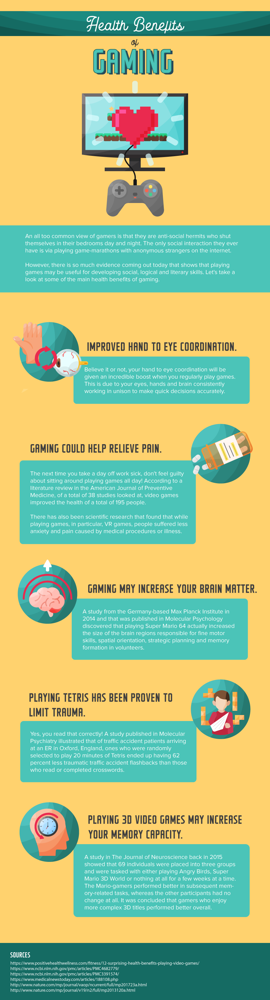 Health Benefits
of
GAMING
An all too common view of gamers is that they are anti-social hermits who shut
themselves in their bedrooms day and night. The only social interaction they ever
have is via playing game-marathons with anonymous strangers on the internet.
However, there is so much evidence coming out today that shows that playing
games may be useful for developing social, logical and literary skills. Let's take a
look at some of the main health benefits of gaming.
IMPROVED HAND TO EYE COORDINATION.
Believe it or not, your hand to eye coordination will be
given an incredible boost when you regularly play games.
This is due to your eyes, hands and brain consistently
working in unison to make quick decisions accurately.
GAMING COULD HELP RELIEVE PAIN.
The next time you take a day off work sick, don't feel guilty
about sitting around playing games all day! According to a
literature review in the American Journal of Preventive
Medicine, of a total of 38 studies looked at, video games
improved the health of a total of 195 people.
There has also been scientific research that found that while
playing games, in particular, VR games, people suffered less
anxiety and pain caused by medical procedures or illness.
GAMING MAY INCREASE YOUR BRAIN MATTER.
A study from the Germany-based Max Planck Institute in
2014 and that was published in Molecular Psychology
discovered that playing Super Mario 64 actually increased
the size of the brain regions responsible for fine motor
skills, spatial orientation, strategic planning and memory
formation in volunteers.
PLAYING TETRIS HAS BEEN PROVEN TO
LIMIT TRAUMA.
Yes, you read that correctly! A study published in Molecular
Psychiatry illustrated that of traffic accident patients arriving
at an ER in Oxford, England, ones who were randomly
selected to play 20 minutes of Tetris ended up having 62
percent less traumatic traffic accident flashbacks than those
who read or completed crosswords.
PLAYING 3D VIDEO GAMES MAY INCREASE
YOUR MEMORY CAPACITY.
A study in The Journal of Neuroscience back in 2015
showed that 69 individuals were placed into three groups
and were tasked with either playing Angry Birds, Super
Mario 3D World or nothing at all for a few weeks at a time.
The Mario-gamers performed better in subsequent mem-
ory-related tasks, whereas the other participants had no
change at all. It was concluded that gamers who enjoy
more complex 3D titles performed better overall.
SOURCES
https://www.positivehealthwellness.com/fitness/12-surprising-health-benefits-playing-video-games/
https://www.ncbi.nlm.nih.gov/pmc/articles/PMC4682779/
https://www.ncbi.nlm.nih.gov/pmc/articles/PMC3391574/
https://www.medicalnewstoday.com/articles/188108.php
http://www.nature.com/mp/journal/vaop/ncurrent/full/mp201723a.html
http://www.nature.com/mp/journal/v19/n2/full/mp2013120a.html